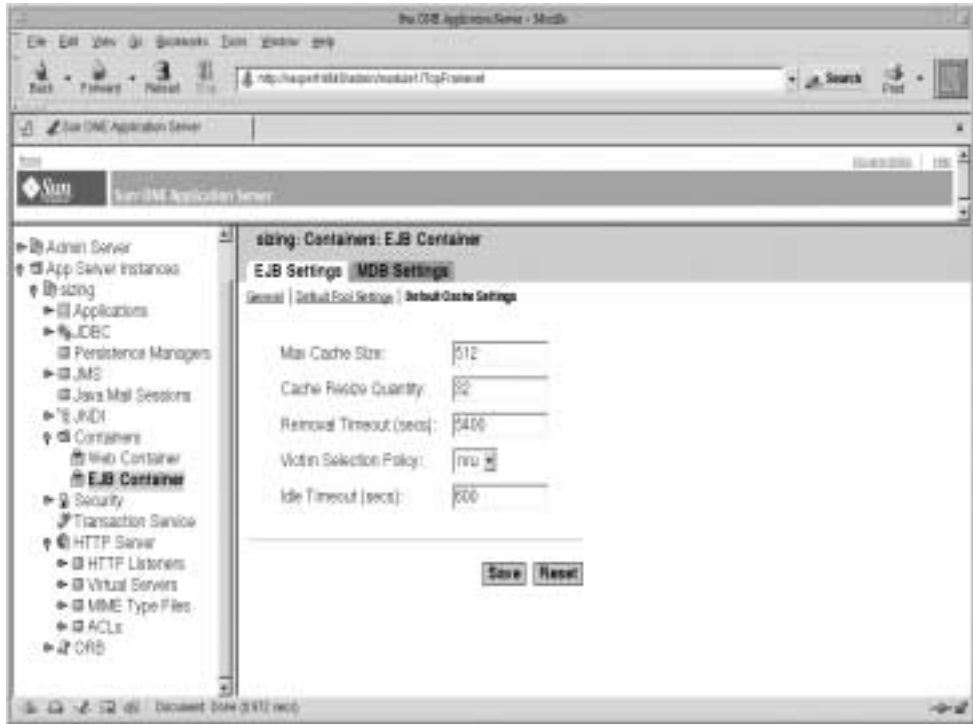 Sun ONE Application Server - Mozilla
File Edit View Go Bookmarks Tools Window Help
Back Forward Reload Stop
Search
Print
Sun ONE Application Server
Home
Help
Sun
Sun ONE Application Server
Admin Server
App Server Instances
sizing
Applications
JDBC
Persistence Managers
JMS
Java Mail Sessions
JNDI
Containers
Web Container
EJB Container
Security
Transaction Service
HTTP Server
HTTP Listeners
Virtual Servers
MIME Type Files
ACLs
ORB
sizing: Containers: EJB Container
EJB Settings MDB Settings
General | Default Pool Settings | Default Cache Settings
Max Cache Size: 512
Cache Resize Quantity: 32
Removal Timeout (secs): 5400
Victim Selection Policy: nru
Idle Timeout (secs): 600
Save Reset
Document: Done